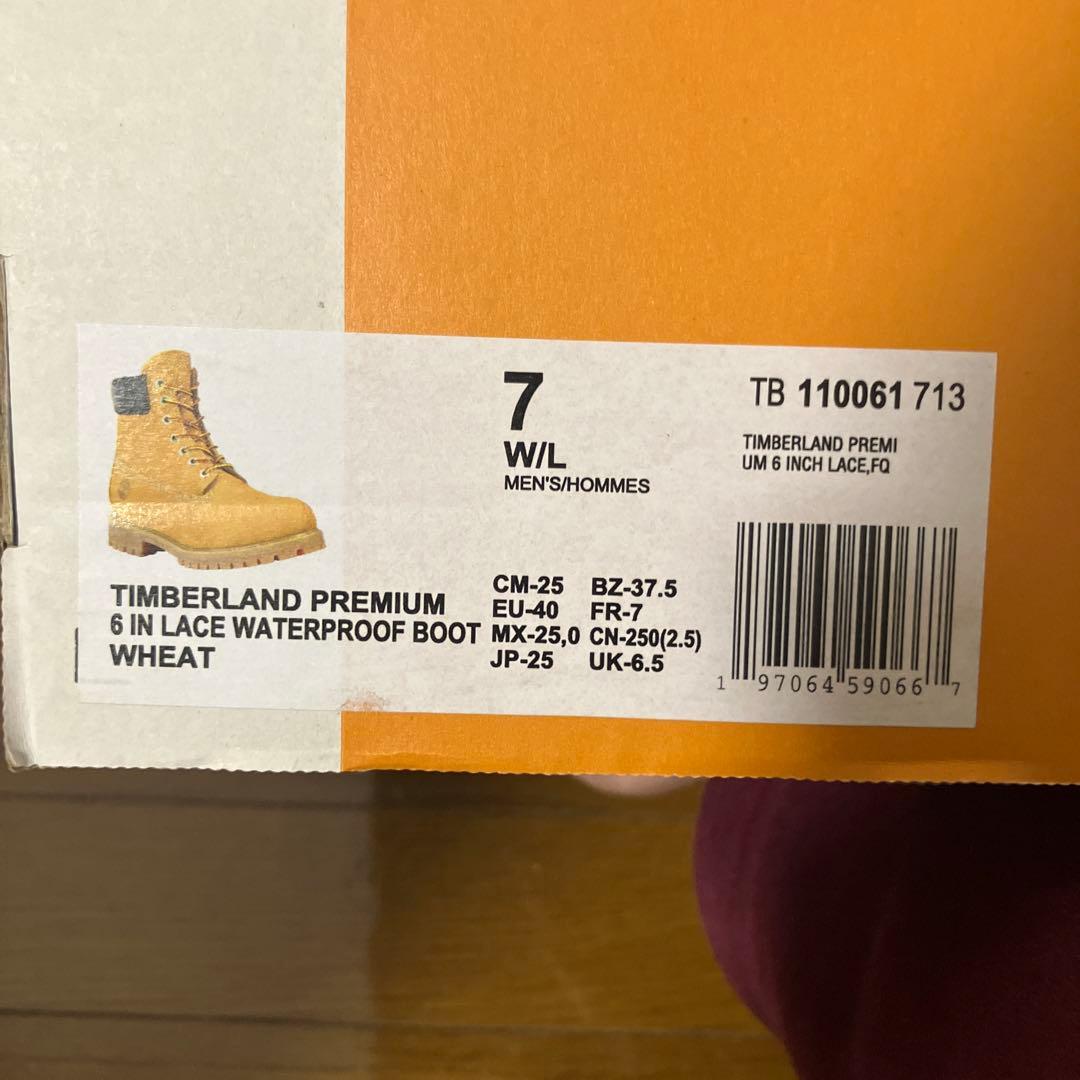 7
W/L
MEN'S/HOMMES
TB 110061 713
TIMBERLAND PREMI
UM 6 INCH LACE,FQ
TIMBERLAND PREMIUM
6 IN LACE WATERPROOF BOOT
WHEAT
CM-25 BZ-37.5
EU-40 FR-7
MX-25,0 CN-250(2.5)
JP-25 UK-6.5
1 97064 59066 7